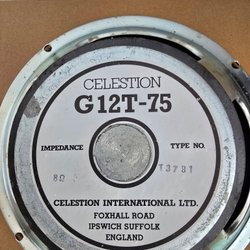 CELESTION
G12T-75
IMPEDANCE TYPE NO.
8Ω T3781
CELESTION INTERNATIONAL LTD.
FOXHALL ROAD
IPSWICH SUFFOLK
ENGLAND